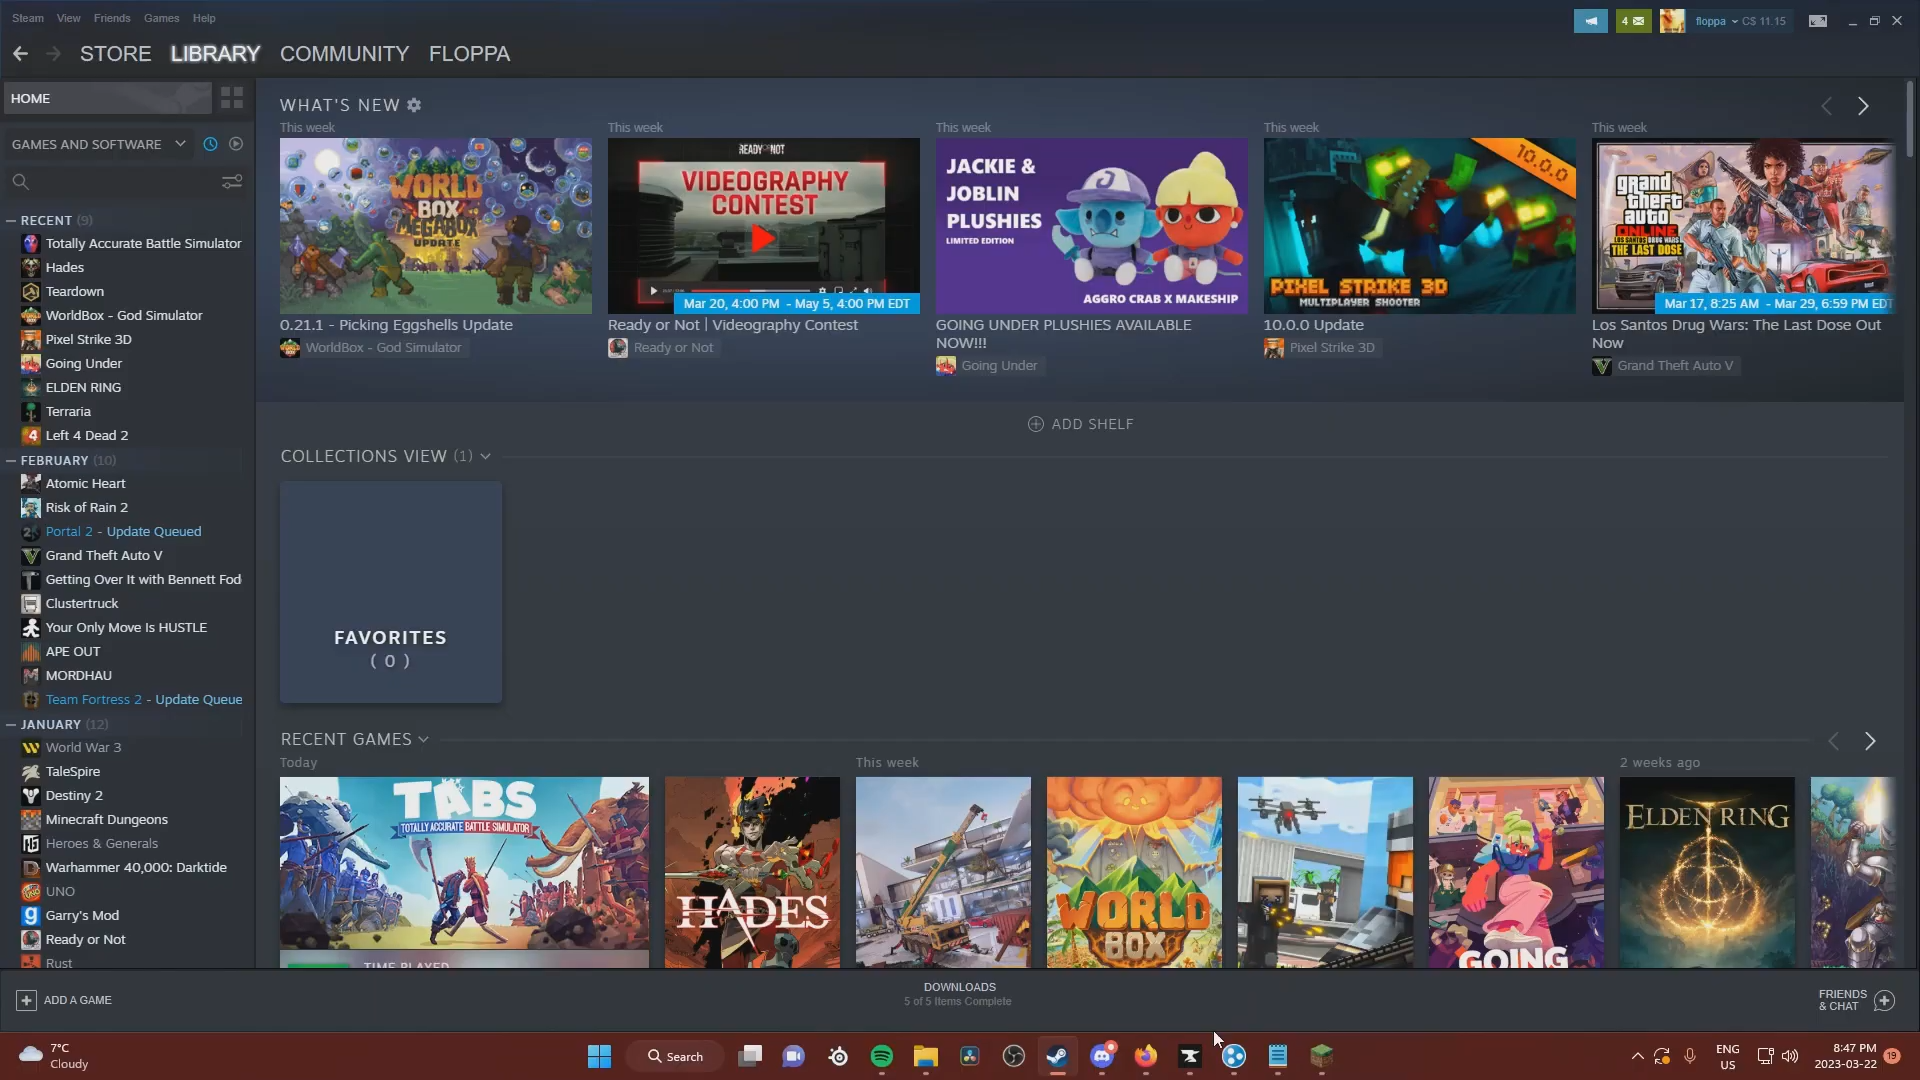 Steam View Friends Games Help
4 floppa C$ 11.15
STORE LIBRARY COMMUNITY FLOPPA
HOME
GAMES AND SOFTWARE
RECENT (9)
Totally Accurate Battle Simulator
Hades
Teardown
WorldBox - God Simulator
Pixel Strike 3D
Going Under
ELDEN RING
Terraria
Left 4 Dead 2
FEBRUARY (10)
Atomic Heart
Risk of Rain 2
Portal 2 - Update Queued
Grand Theft Auto V
Getting Over It with Bennett Fod
Clustertruck
Your Only Move Is HUSTLE
APE OUT
MORDHAU
Team Fortress 2 - Update Queue
JANUARY (12)
World War 3
TaleSpire
Destiny 2
Minecraft Dungeons
Heroes & Generals
Warhammer 40,000: Darktide
UNO
Garry's Mod
Ready or Not
Rust
WHAT'S NEW
This week
WORLD
BOX
MEGABOX
UPDATE
0.21.1 - Picking Eggshells Update
WorldBox - God Simulator
This week
READY OR NOT
VIDEOGRAPHY
CONTEST
Mar 20, 4:00 PM - May 5, 4:00 PM EDT
Ready or Not | Videography Contest
Ready or Not
This week
JACKIE &
JOBLIN
PLUSHIES
LIMITED EDITION
AGGRO CRAB X MAKESHIP
GOING UNDER PLUSHIES AVAILABLE
NOW!!!
Going Under
This week
10.0.0
PIXEL STRIKE 3D
MULTIPLAYER SHOOTER
10.0.0 Update
Pixel Strike 3D
This week
grand
theft
auto
ONLINE
LOS SANTOS DRUG WARS
THE LAST DOSE
Mar 17, 8:25 AM - Mar 29, 6:59 PM EDT
Los Santos Drug Wars: The Last Dose Out
Now
Grand Theft Auto V
ADD SHELF
COLLECTIONS VIEW (1)
FAVORITES
( 0 )
RECENT GAMES
Today
This week
2 weeks ago
TABS
TOTALLY ACCURATE BATTLE SIMULATOR
TIME PLAYED
HADES
WORLD
BOX
GOING
ELDEN RING
ADD A GAME
DOWNLOADS
5 of 5 Items Complete
FRIENDS
& CHAT
7°C
Cloudy
Search
ENG
US
8:47 PM
2023-03-22
19